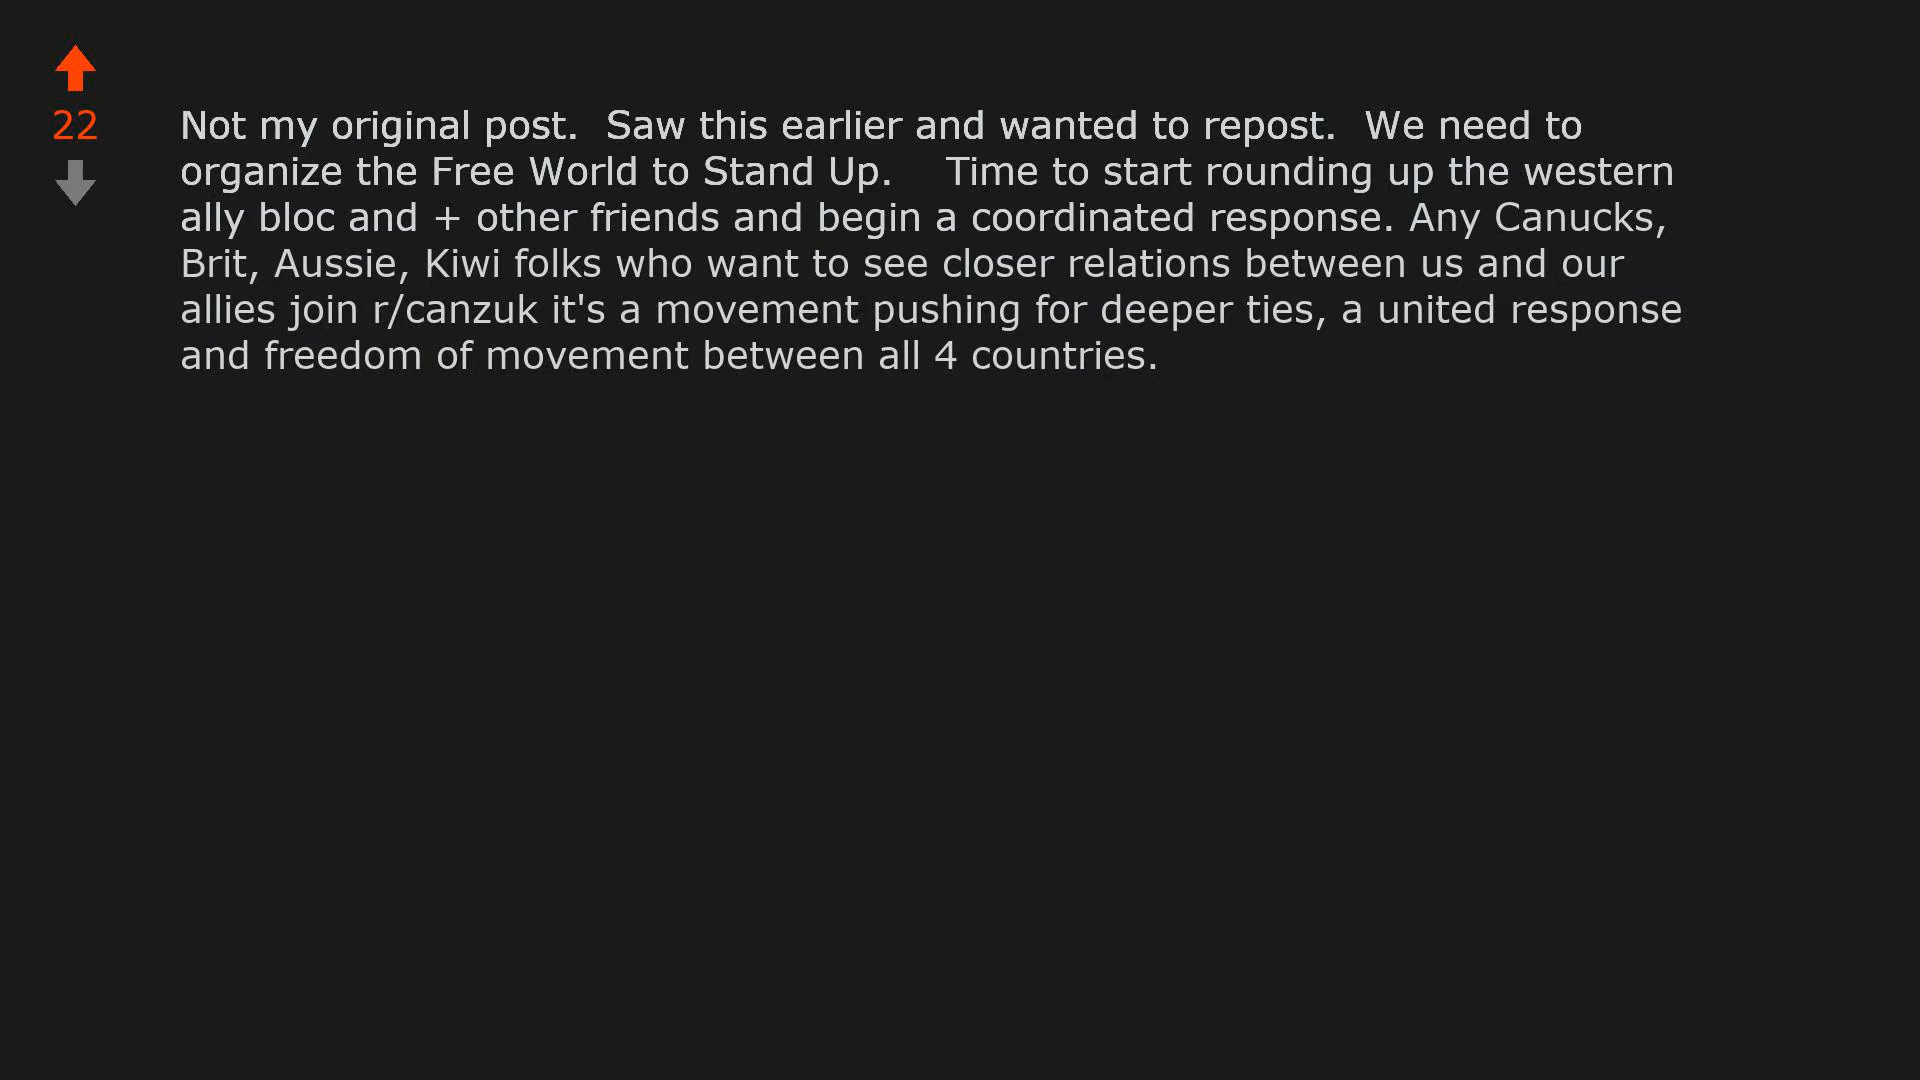 22
Not my original post.  Saw this earlier and wanted to repost.  We need to
organize the Free World to Stand Up.    Time to start rounding up the western
ally bloc and + other friends and begin a coordinated response. Any Canucks,
Brit, Aussie, Kiwi folks who want to see closer relations between us and our
allies join r/canzuk it's a movement pushing for deeper ties, a united response
and freedom of movement between all 4 countries.